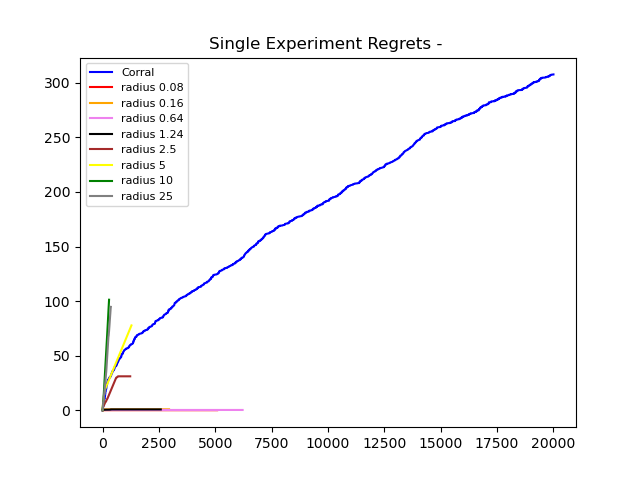 Single Experiment Regrets -
Corral
radius 0.08
radius 0.16
radius 0.64
radius 1.24
radius 2.5
radius 5
radius 10
radius 25
300
250
200
150
100
50
0
0 2500 5000 7500 10000 12500 15000 17500 20000